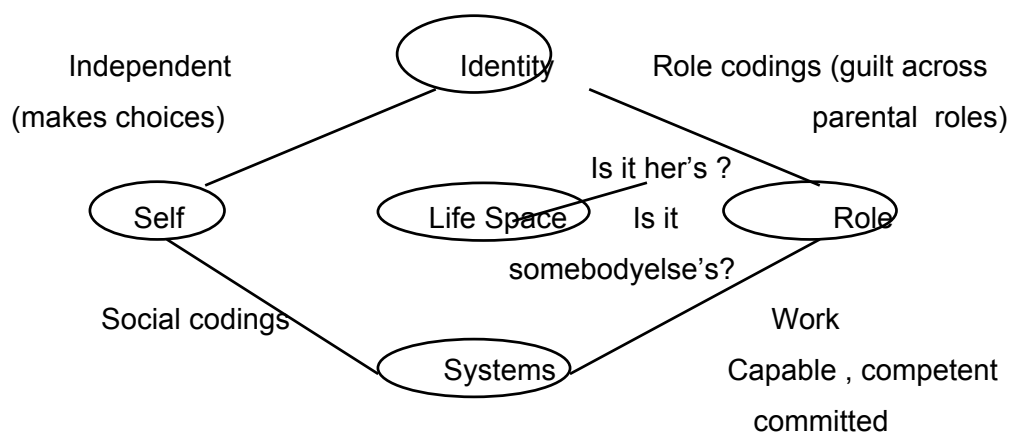 Independent
(makes choices)
Identity
Role codings (guilt across
parental roles)
Is it her's ?
Self
Life Space
Is it
somebodyelse's?
Role
Social codings
Work
Systems
Capable , competent
committed